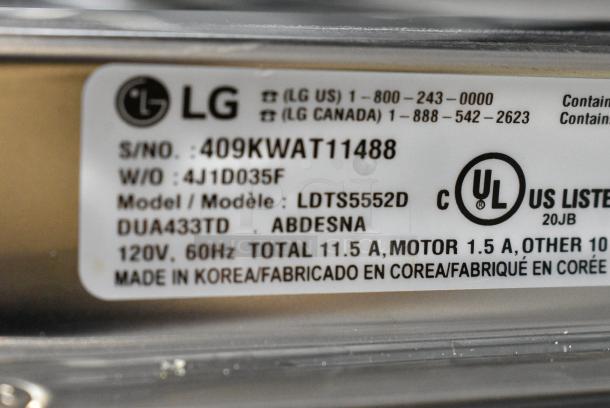 LG ☎ (LG US) 1-800-243-0000 Contain
☎ (LG CANADA) 1-888-542-2623 Contain
S/NO. : 409KWAT11488
W/O : 4J1D035F
Model / Modèle : LDTS5552D
DUA433TD . ABDESNA
C UL US LISTE
20JB
120V, 60Hz TOTAL 11.5 A, MOTOR 1.5 A, OTHER 10
MADE IN KOREA/FABRICADO EN COREA/FABRIQUÉ EN CORÉE